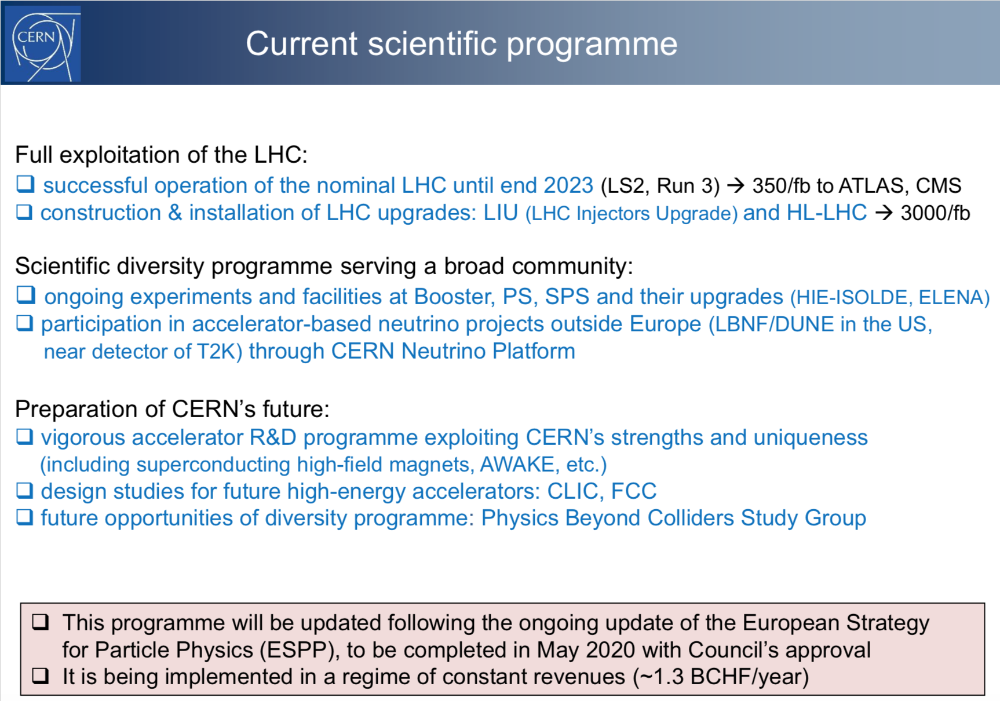 CERN
Current scientific programme
Full exploitation of the LHC:
❑ successful operation of the nominal LHC until end 2023 (LS2, Run 3) → 350/fb to ATLAS, CMS
❑ construction & installation of LHC upgrades: LIU (LHC Injectors Upgrade) and HL-LHC → 3000/fb
Scientific diversity programme serving a broad community:
❑ ongoing experiments and facilities at Booster, PS, SPS and their upgrades (HIE-ISOLDE, ELENA)
❑ participation in accelerator-based neutrino projects outside Europe (LBNF/DUNE in the US,
near detector of T2K) through CERN Neutrino Platform
Preparation of CERN’s future:
❑ vigorous accelerator R&D programme exploiting CERN’s strengths and uniqueness
(including superconducting high-field magnets, AWAKE, etc.)
❑ design studies for future high-energy accelerators: CLIC, FCC
❑ future opportunities of diversity programme: Physics Beyond Colliders Study Group
❑ This programme will be updated following the ongoing update of the European Strategy
for Particle Physics (ESPP), to be completed in May 2020 with Council’s approval
❑ It is being implemented in a regime of constant revenues (~1.3 BCHF/year)